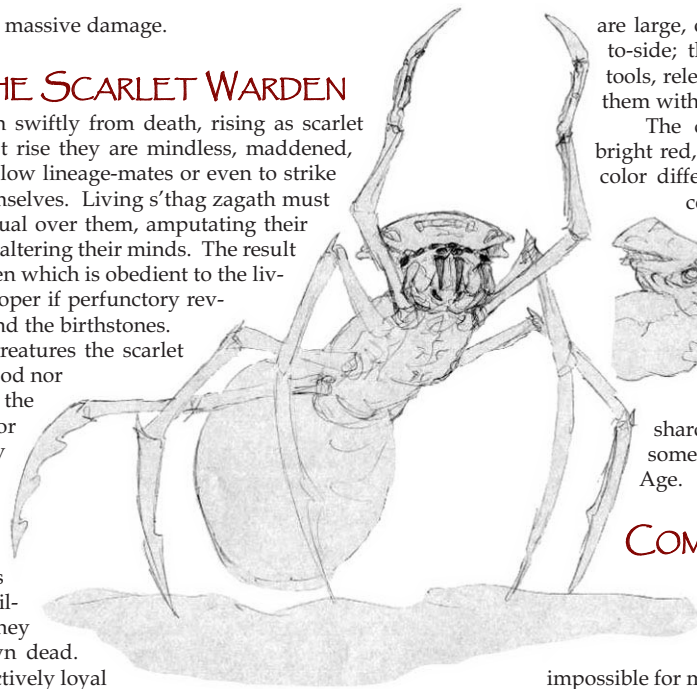 massive damage.
THE SCARLET WARDEN
swiftly from death, rising as scarlet
rise they are mindless, maddened,
low lineage-mates or even to strike
mselves. Living s'thag zagath must
ual over them, amputating their
altering their minds. The result
en which is obedient to the liv-
oper if perfunctory rev-
nd the birthstones.
reatures the scarlet
od nor
the
or
y
s
il-
hey
wn dead.
ctively loyal
are large,
to-side; th
tools, rele
them with
The
bright red,
color diffe
co
shar
some
Age.
COM
impossible for n